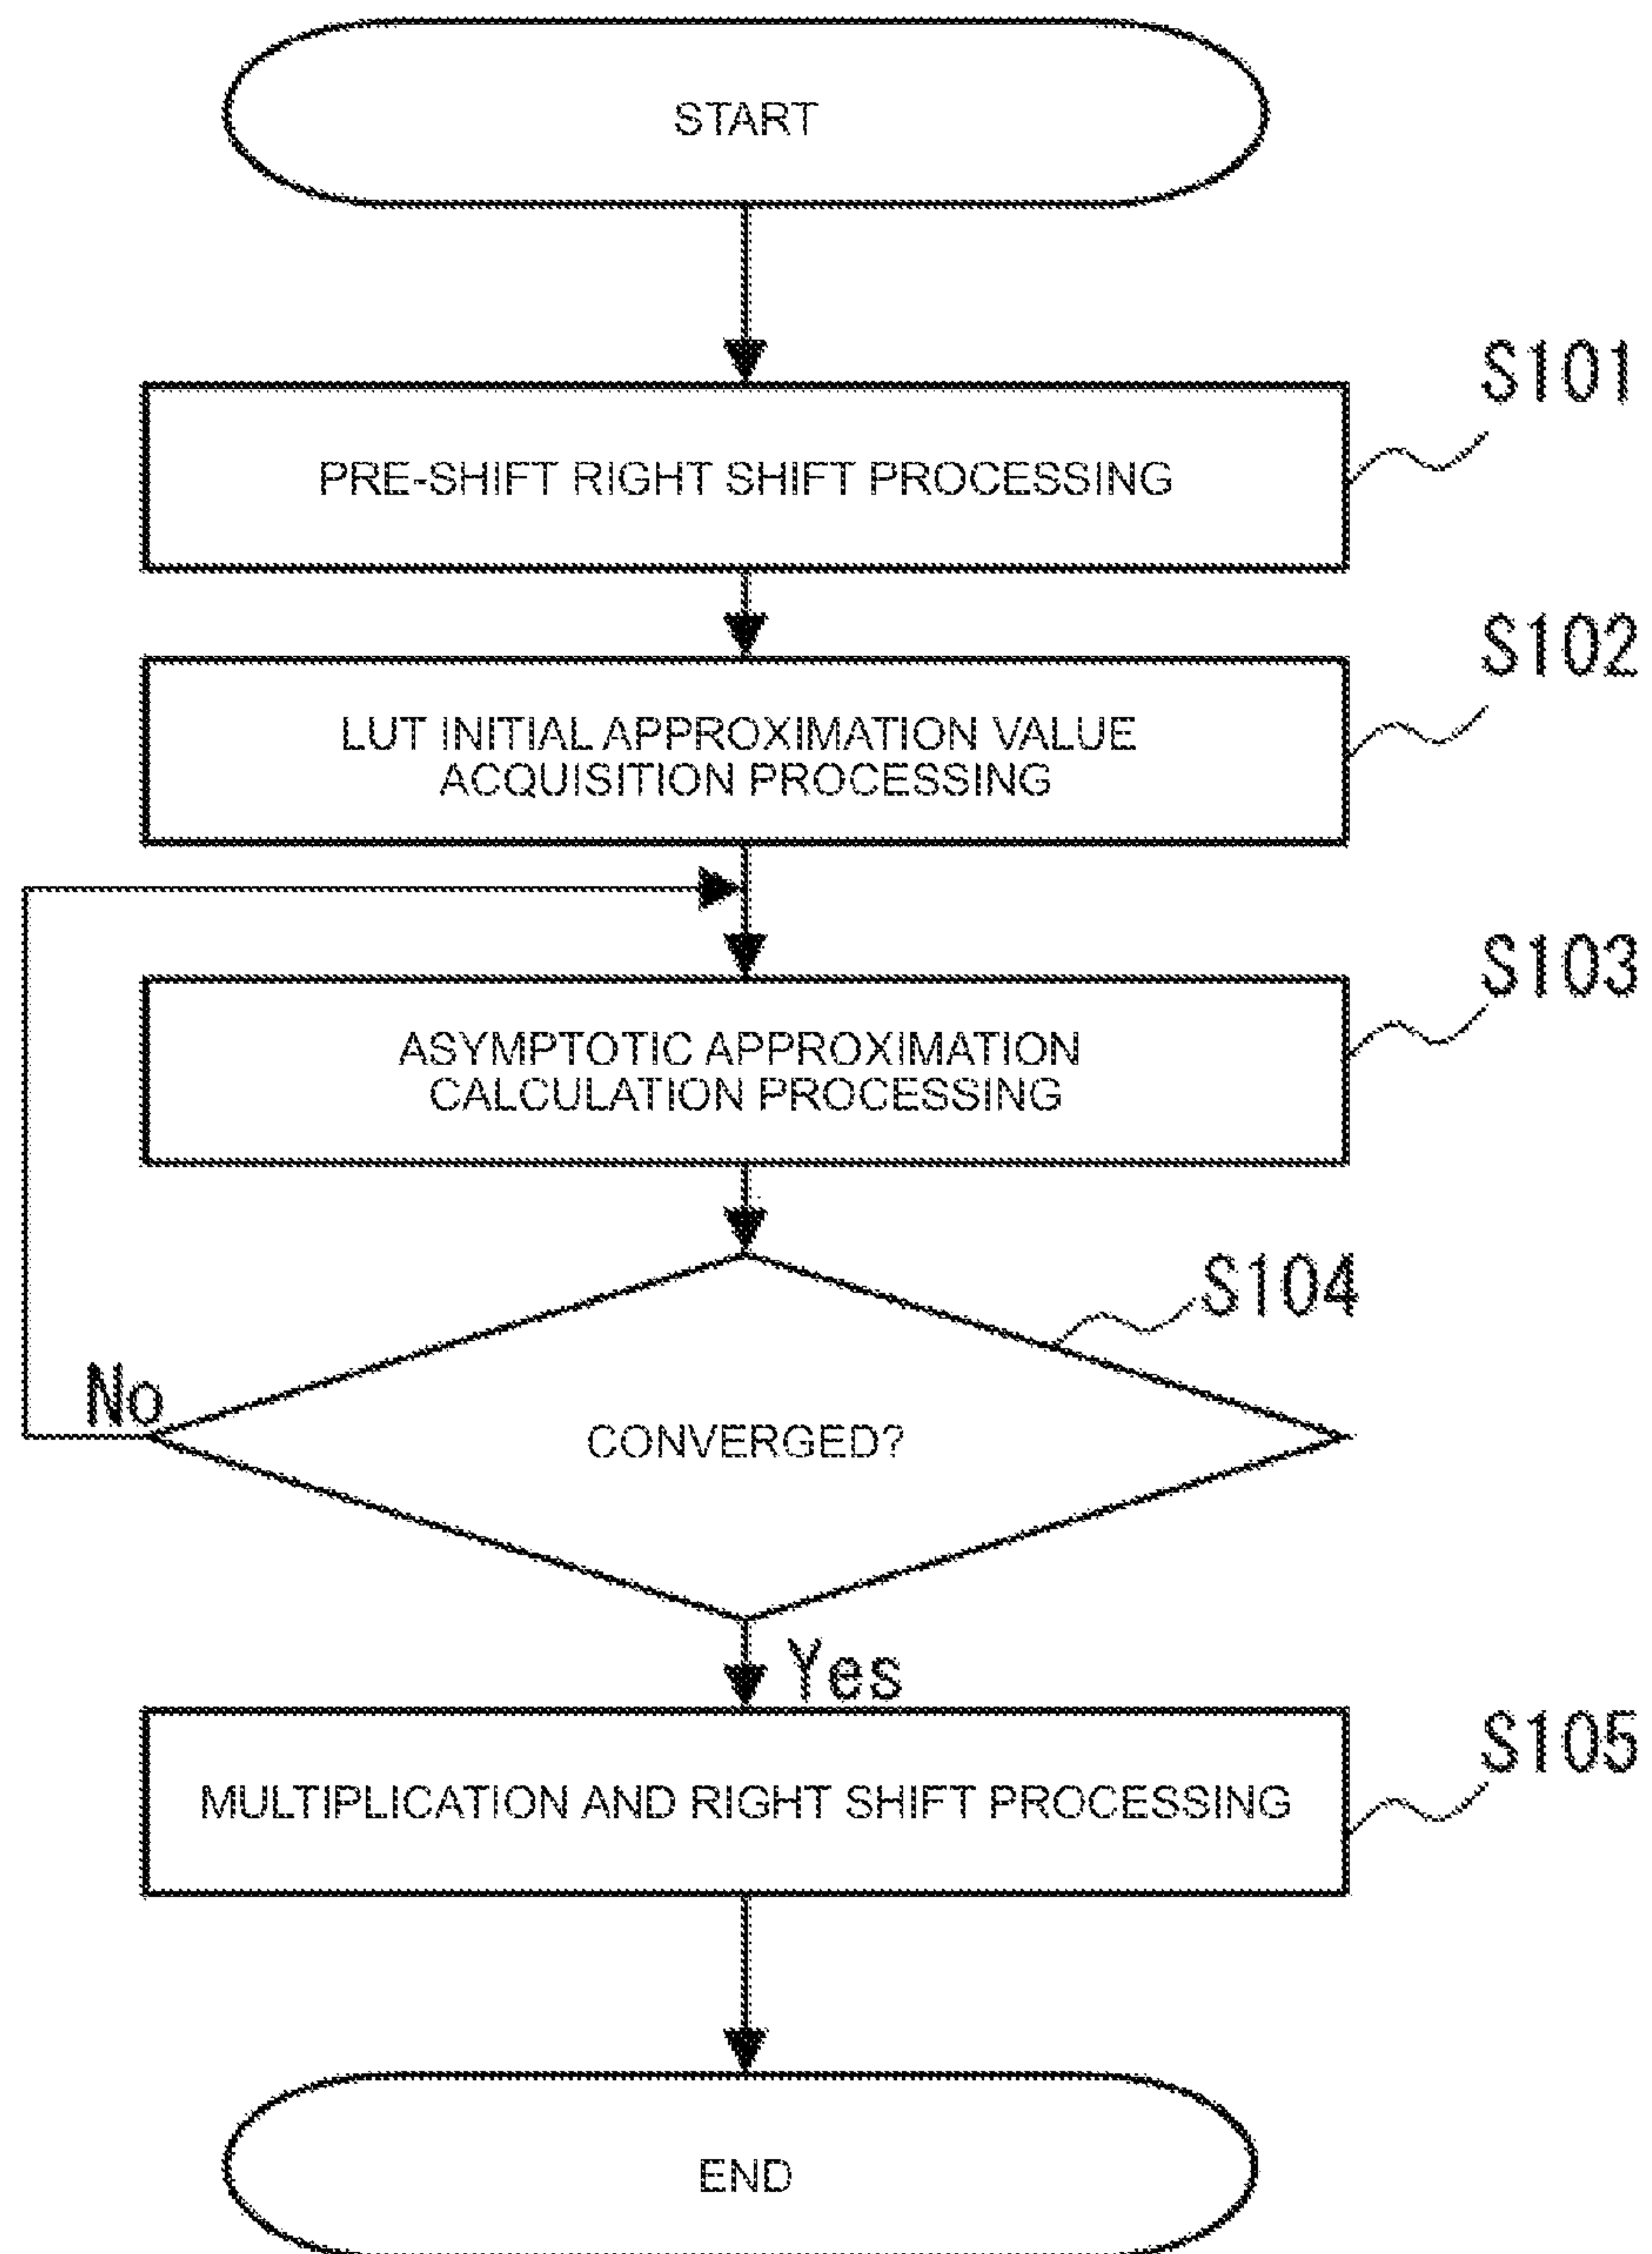 START
S101
PRE-SHIFT RIGHT SHIFT PROCESSING
S102
LUT INITIAL APPROXIMATION VALUE
ACQUISITION PROCESSING
S103
ASYMPTOTIC APPROXIMATION
CALCULATION PROCESSING
S104
No
CONVERGED?
Yes
S105
MULTIPLICATION AND RIGHT SHIFT PROCESSING
END